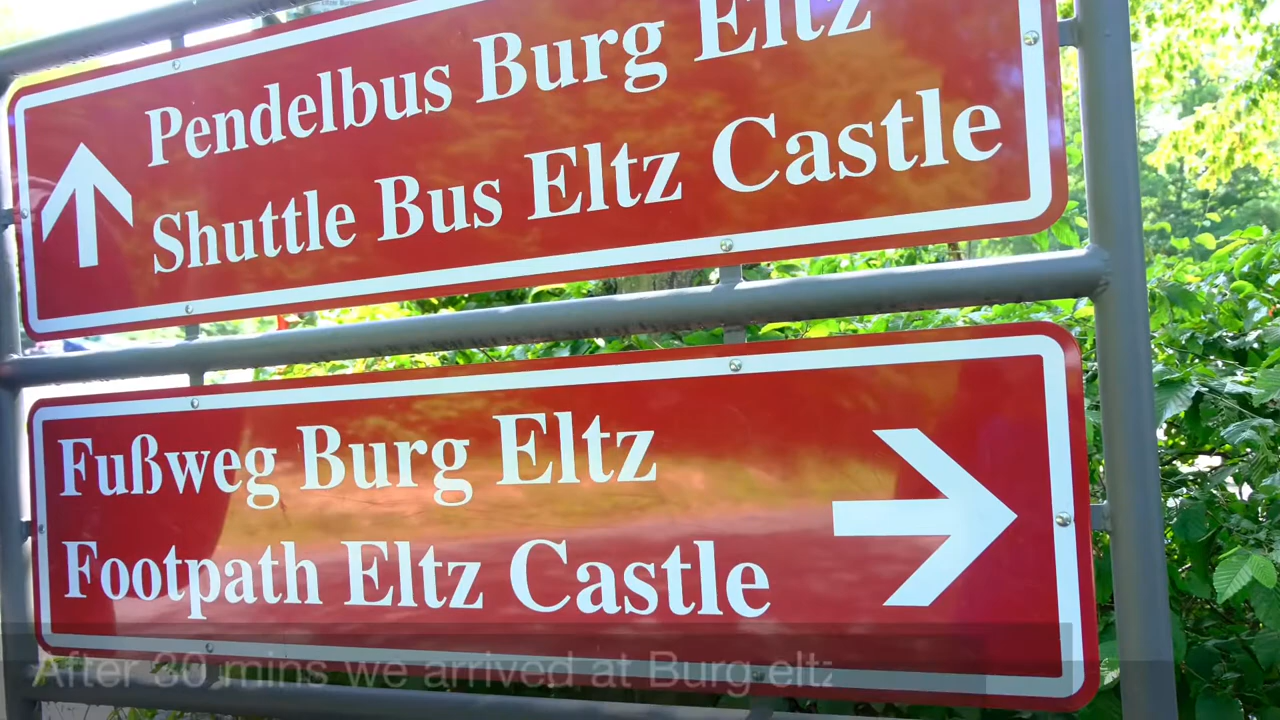 Pendelbus Burg Eltz
Shuttle Bus Eltz Castle
Fußweg Burg Eltz
Footpath Eltz Castle
After 30 mins we arrived at Burg eltz